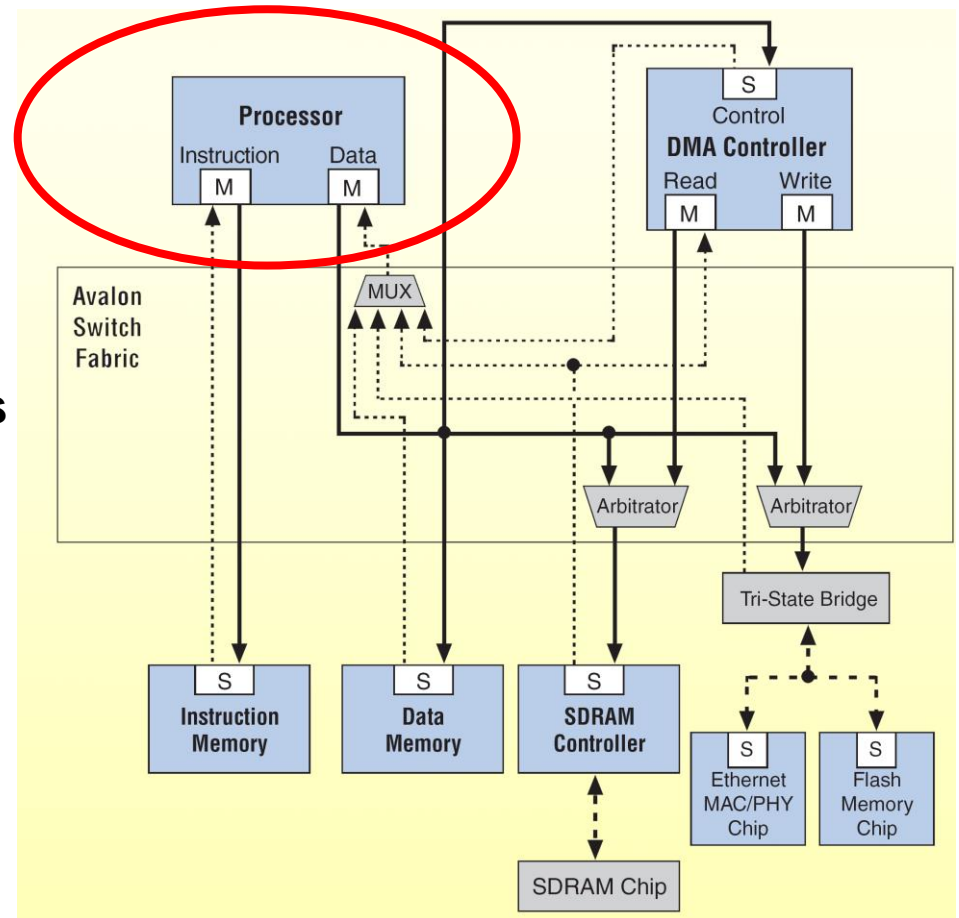 S
Control
DMA Controller
Read Write
M M
Processor
Instruction Data
M M
Avalon
Switch
Fabric
MUX
s
Arbitrator Arbitrator
Tri-State Bridge
S S S
Instruction
Memory
Data
Memory
SDRAM
Controller
S S
Ethernet
MAC/PHY
Chip
Flash
Memory
Chip
SDRAM Chip